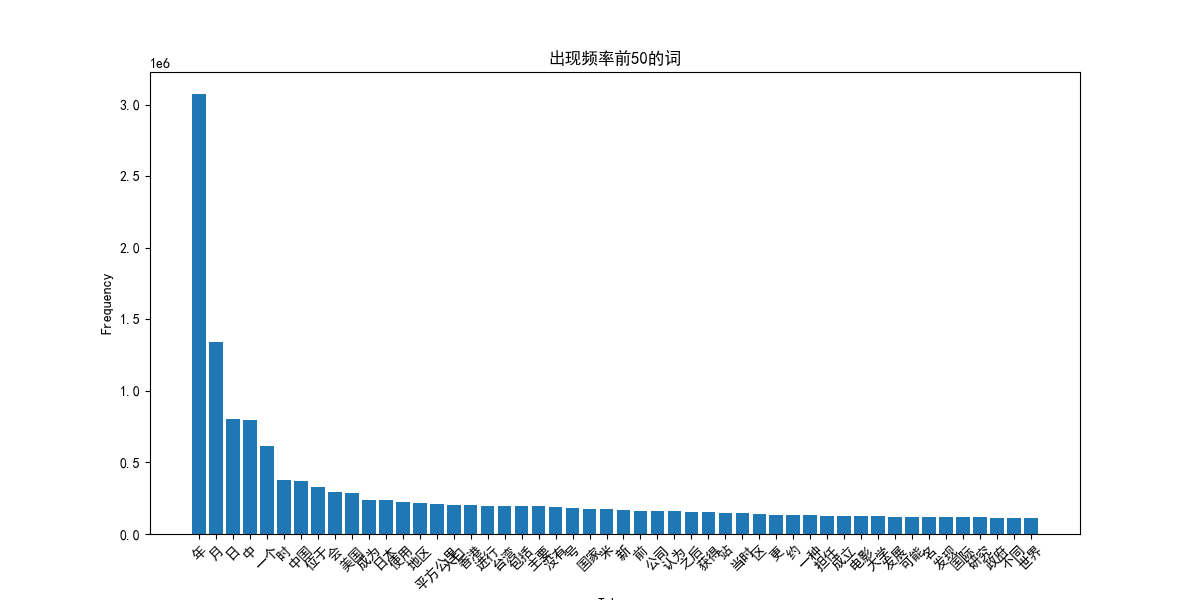 出现频率前50的词
1e6
3.0
2.5
2.0
1.5
1.0
0.5
0.0
Frequency
年
月
日
中
一个
时
中国
位于
会
美国
成为
日本
使用
地区
平方公里
人口
香港
进行
台湾
包括
主要
没有
号
国家
米
新
前
公司
认为
之后
获得
站
当时
区
更
约
一种
担任
成立
电影
大学
发展
可能
名
发现
国际
研究
政府
不同
世界